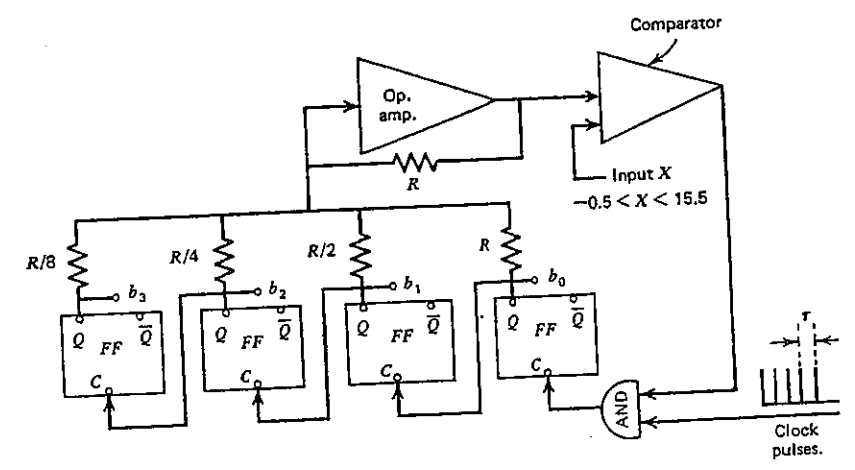 Comparator
Op.
amp.
R
Input X
−0.5 < X < 15.5
R/8
R/4
R/2
R
b₃
b₂
b₁
b₀
Q
Q̅
FF
C
Q
Q̅
FF
C
Q
Q̅
FF
C
Q
Q̅
FF
C
AND
τ
Clock
pulses.